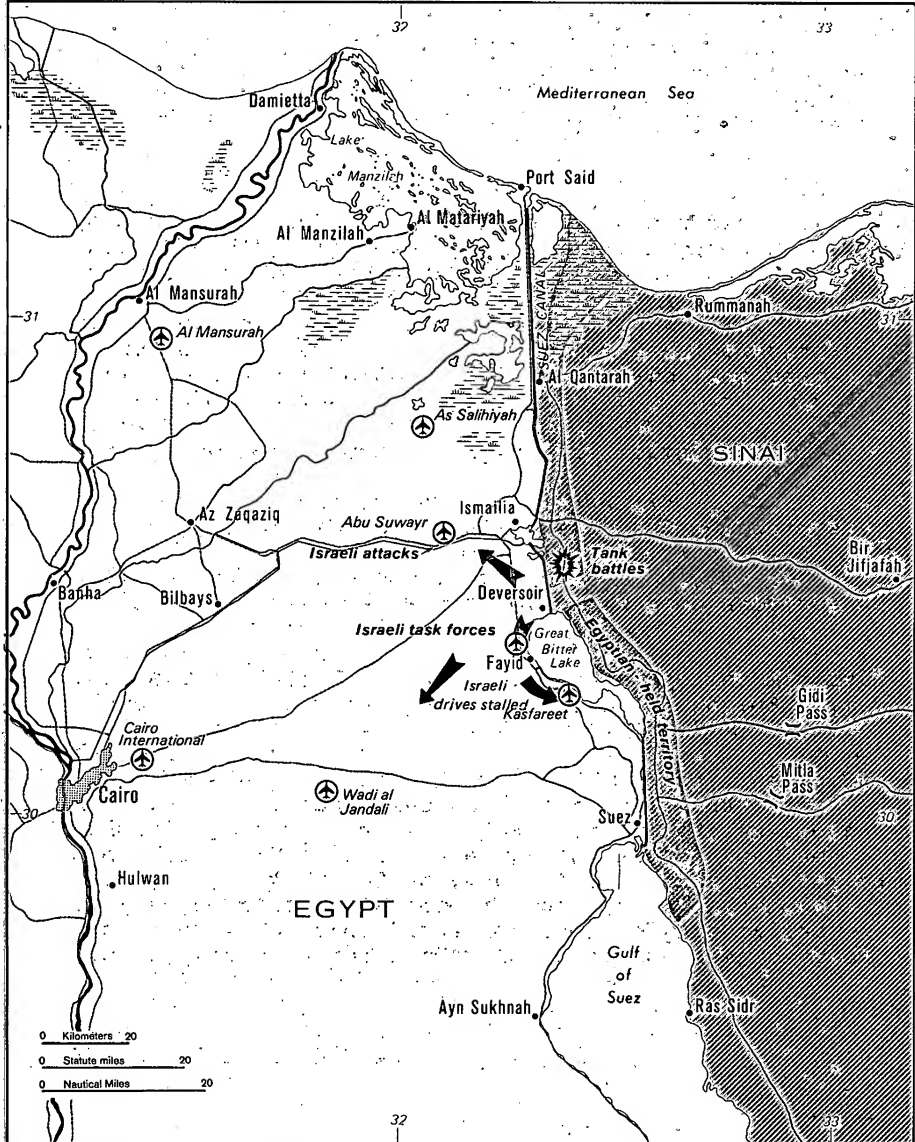 32
33
Mediterranean Sea
Damietta
Lake
Manzilch
Port Said
Al Matariyah
Al Manzilah
SUEZ CANAL
Al Mansurah
Rummanah
31
31
Al Mansurah
Al Qantarah
As Salihiyah
SINAI
Az Zaqaziq
Ismailia
Abu Suwayr
Israeli attacks
Tank
battles
Bir
Jifjafah
Banha
Bilbays
Deversoir
Israeli task forces
Great
Bitter
Lake
Egyptian - held territory
Fayid
Israeli
drives stalled
Kasfareet
Gidi
Pass
Cairo
International
Mitla
Pass
Cairo
Wadi al
Jandali
30
Suez
30
Hulwan
EGYPT
Gulf
of
Suez
Ayn Sukhnah
Ras Sidr
0 Kilometers 20
0 Statute miles 20
0 Nautical Miles 20
32
33